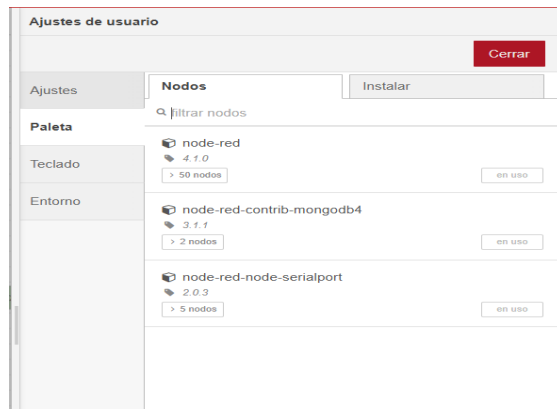 Ajustes de usuario
Cerrar
Ajustes
Paleta
Teclado
Entorno
Nodos
Instalar
filtrar nodos
node-red
4.1.0
> 50 nodos
en uso
node-red-contrib-mongodb4
3.1.1
> 2 nodos
en uso
node-red-node-serialport
2.0.3
> 5 nodos
en uso